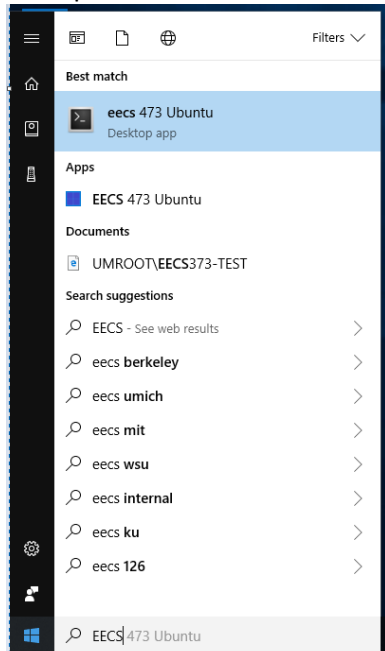 Filters
Best match
eecs 473 Ubuntu
Desktop app
Apps
EECS 473 Ubuntu
Documents
UMROOT\EECS373-TEST
Search suggestions
EECS - See web results
eecs berkeley
eecs umich
eecs mit
eecs wsu
eecs internal
eecs ku
eecs 126
EECS 473 Ubuntu